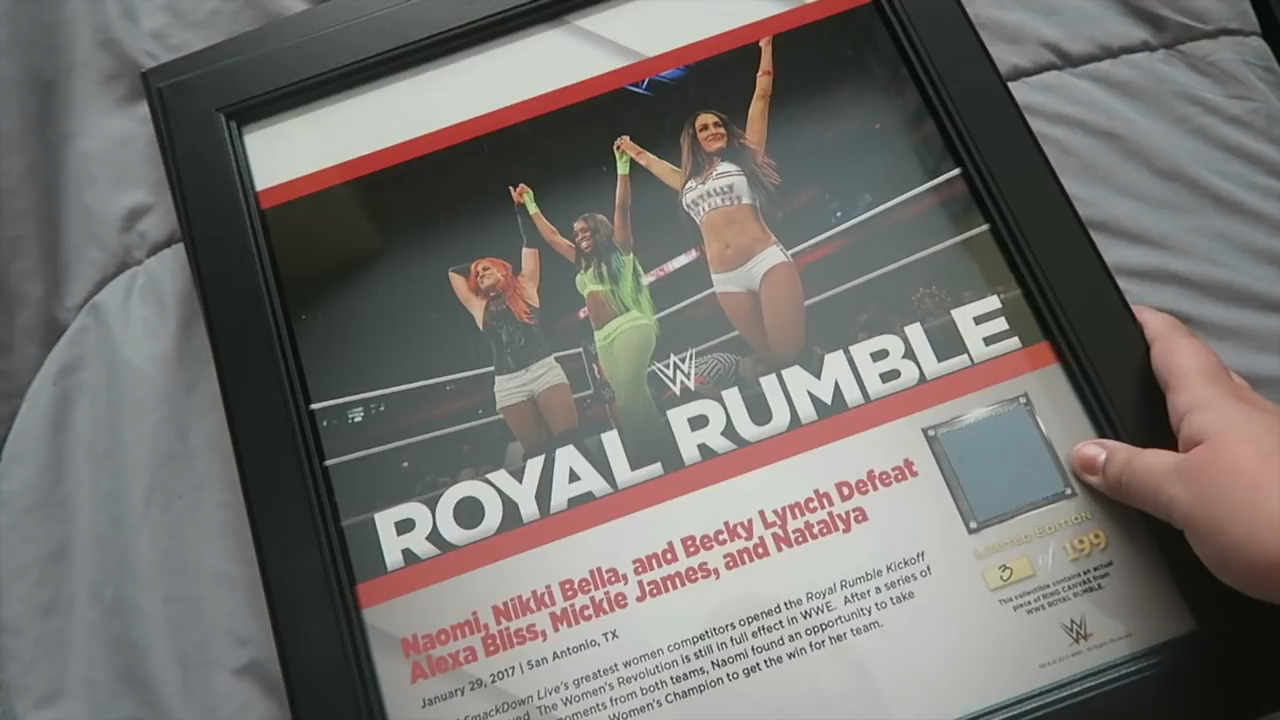 TOTALLY
W
ROYAL RUMBLE
Naomi, Nikki Bella, and Becky Lynch Defeat
Alexa Bliss, Mickie James, and Natalya
January 29, 2017 | San Antonio, TX
SmackDown Live's greatest women competitors opened the Royal Rumble Kickoff
The Women's Revolution is still in full effect in WWE. After a series of
from both teams, Naomi found an opportunity to take
Women's Champion to get the win for her team.
LIMITED EDITION
3 of 199
This collectible contains an actual
piece of RING CANVAS from
WWE ROYAL RUMBLE.
W